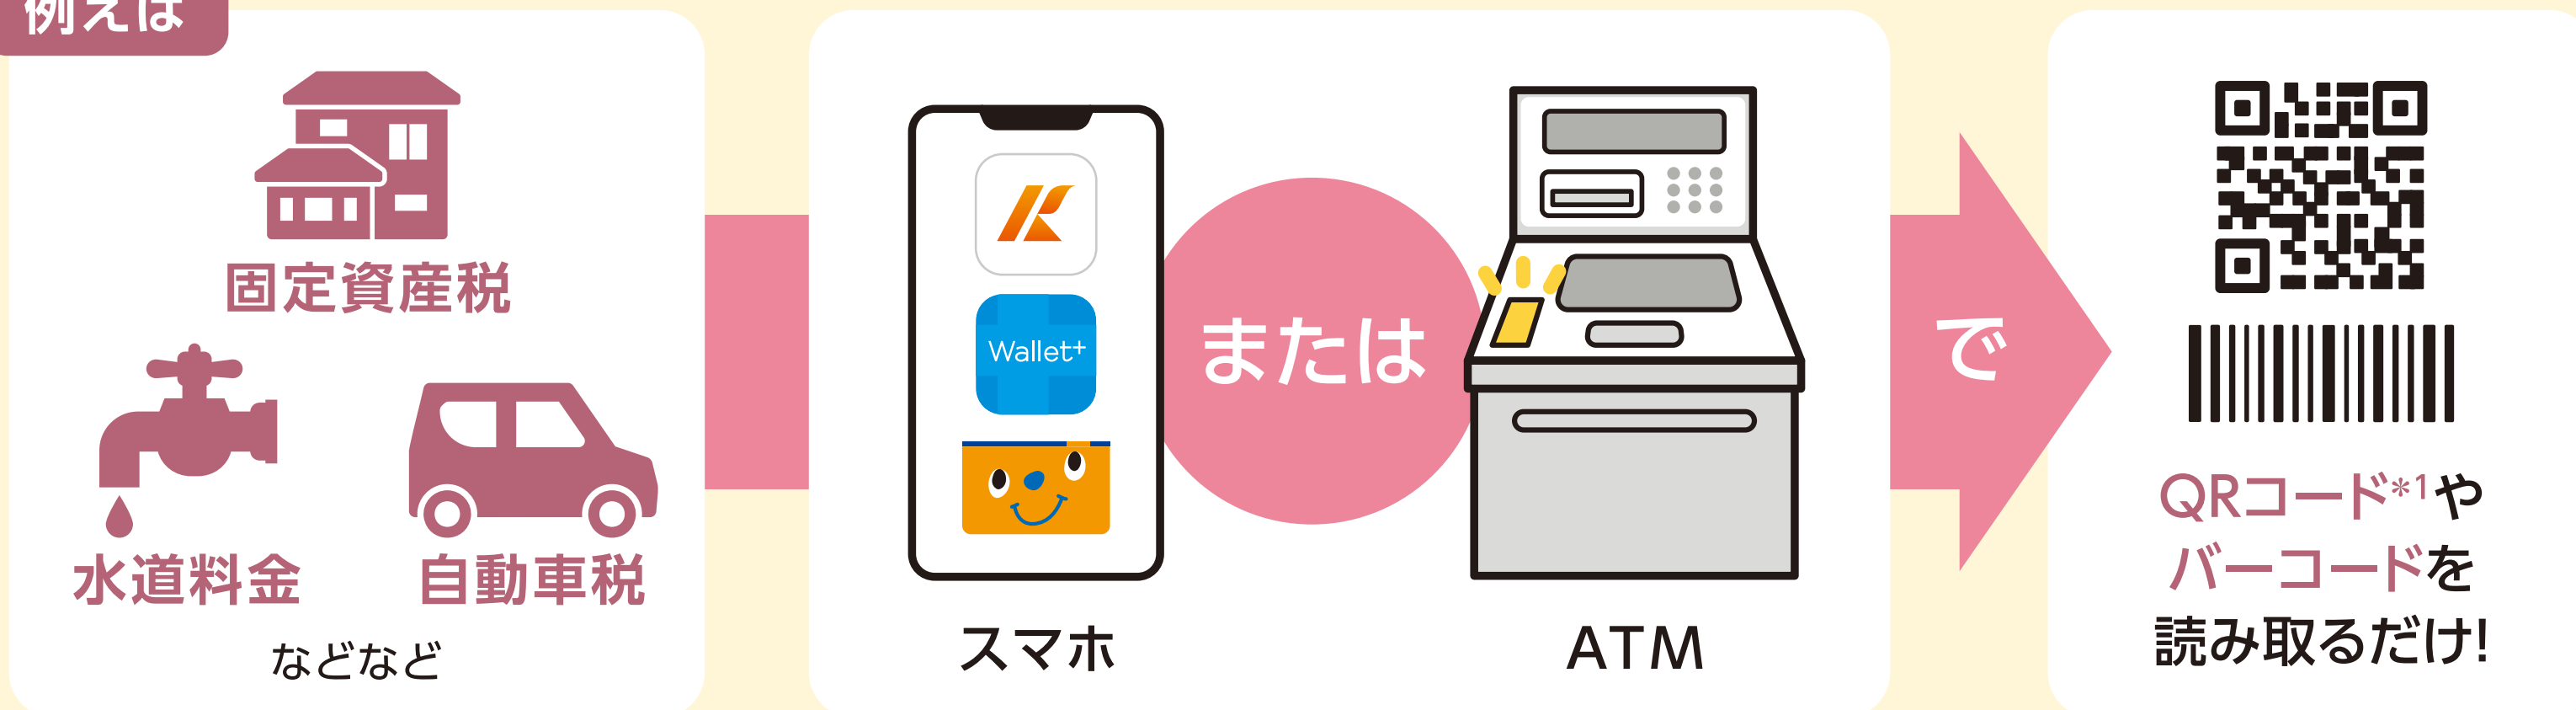 例えば
固定資産税
水道料金
自動車税
などなど
Wallet+
または
スマホ
ATM
で
QRコード*1や
バーコードを
読み取るだけ!